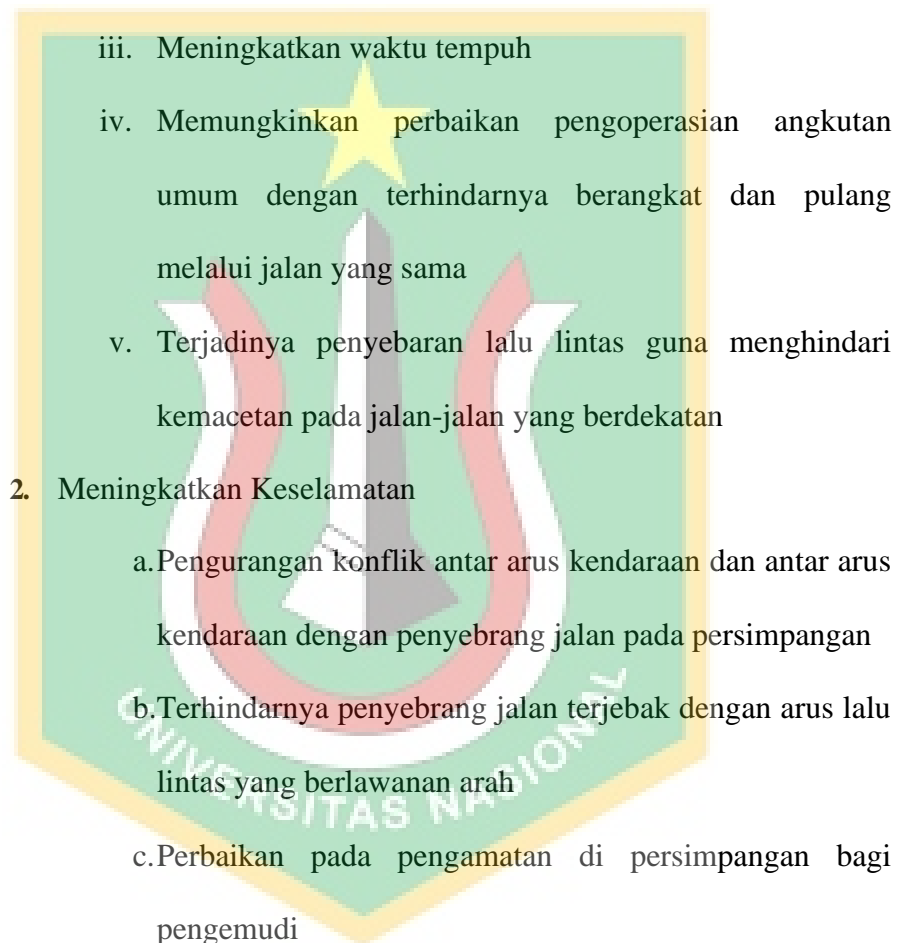 iii. Meningkatkan waktu tempuh
iv. Memungkinkan perbaikan pengoperasian angkutan
umum dengan terhindarnya berangkat dan pulang
melalui jalan yang sama
v. Terjadinya penyebaran lalu lintas guna menghindari
kemacetan pada jalan-jalan yang berdekatan
2. Meningkatkan Keselamatan
a.Pengurangan konflik antar arus kendaraan dan antar arus
kendaraan dengan penyebrang jalan pada persimpangan
b.Terhindarnya penyebrang jalan terjebak dengan arus lalu
lintas yang berlawanan arah
c.Perbaikan pada pengamatan di persimpangan bagi
pengemudi
UNIVERSITAS NASIONAL